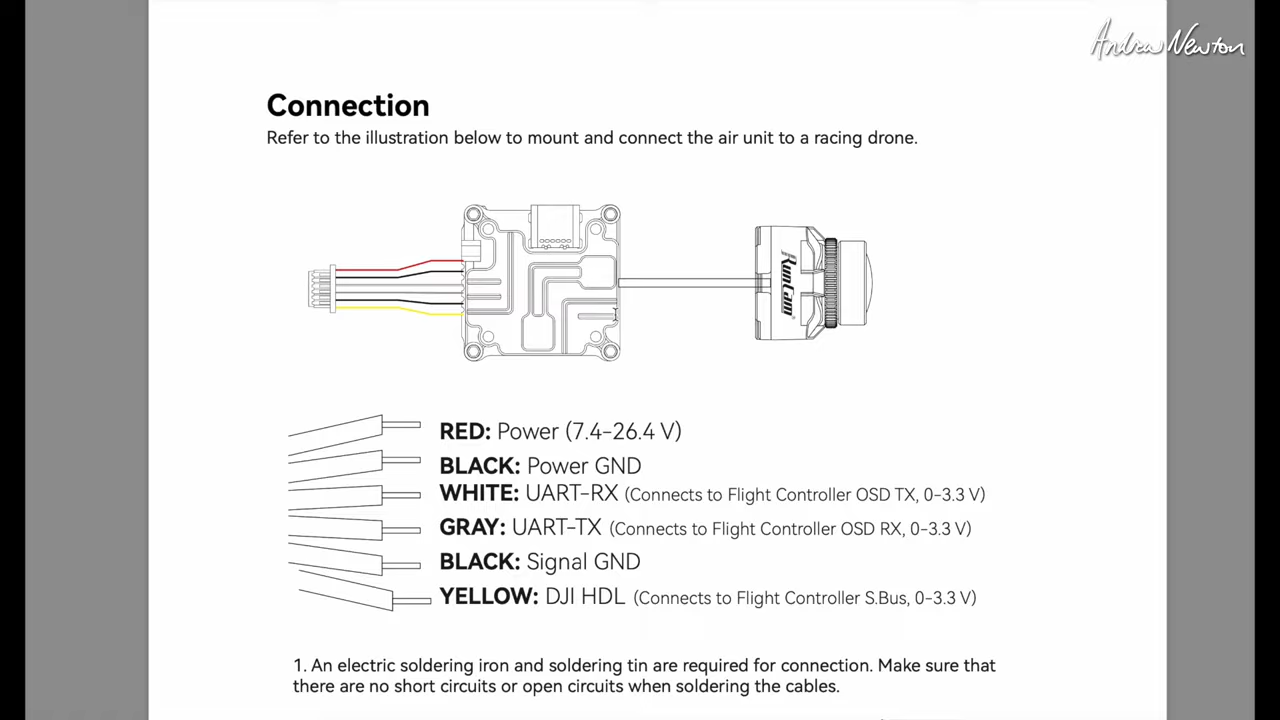 Andrew Newton
Connection
Refer to the illustration below to mount and connect the air unit to a racing drone.
RunCam
RED: Power (7.4-26.4 V)
BLACK: Power GND
WHITE: UART-RX (Connects to Flight Controller OSD TX, 0-3.3 V)
GRAY: UART-TX (Connects to Flight Controller OSD RX, 0-3.3 V)
BLACK: Signal GND
YELLOW: DJI HDL (Connects to Flight Controller S.Bus, 0-3.3 V)
1. An electric soldering iron and soldering tin are required for connection. Make sure that
there are no short circuits or open circuits when soldering the cables.